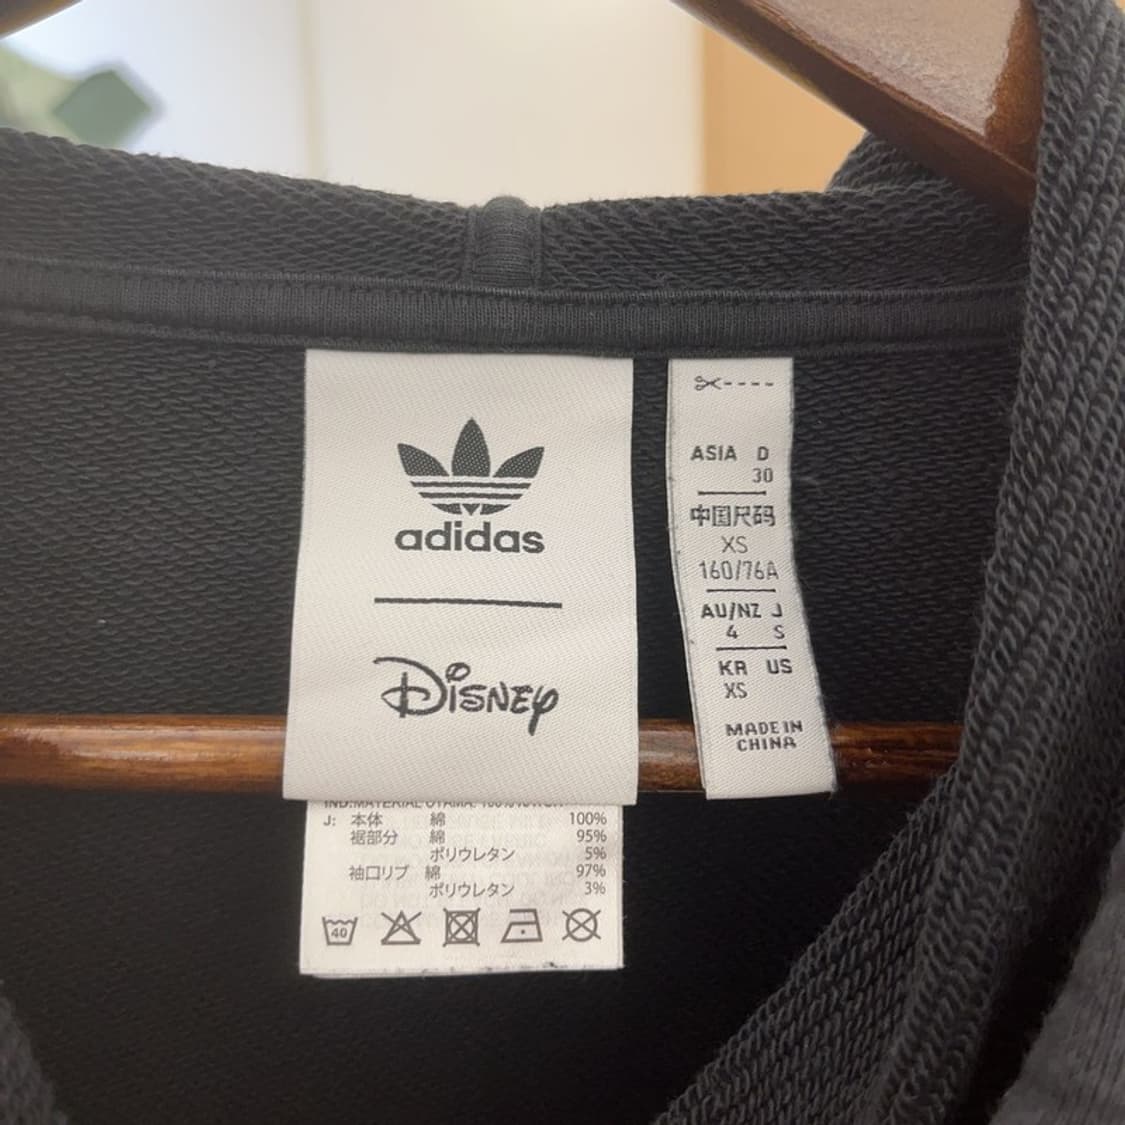 adidas
Disney
ASIA D
30
中国尺码
XS
160/76A
AU/NZ J
4 S
KR US
XS
MADE IN
CHINA
J: 本体 綿 100%
裾部分 綿 95%
ポリウレタン 5%
袖口リブ 綿 97%
ポリウレタン 3%
40